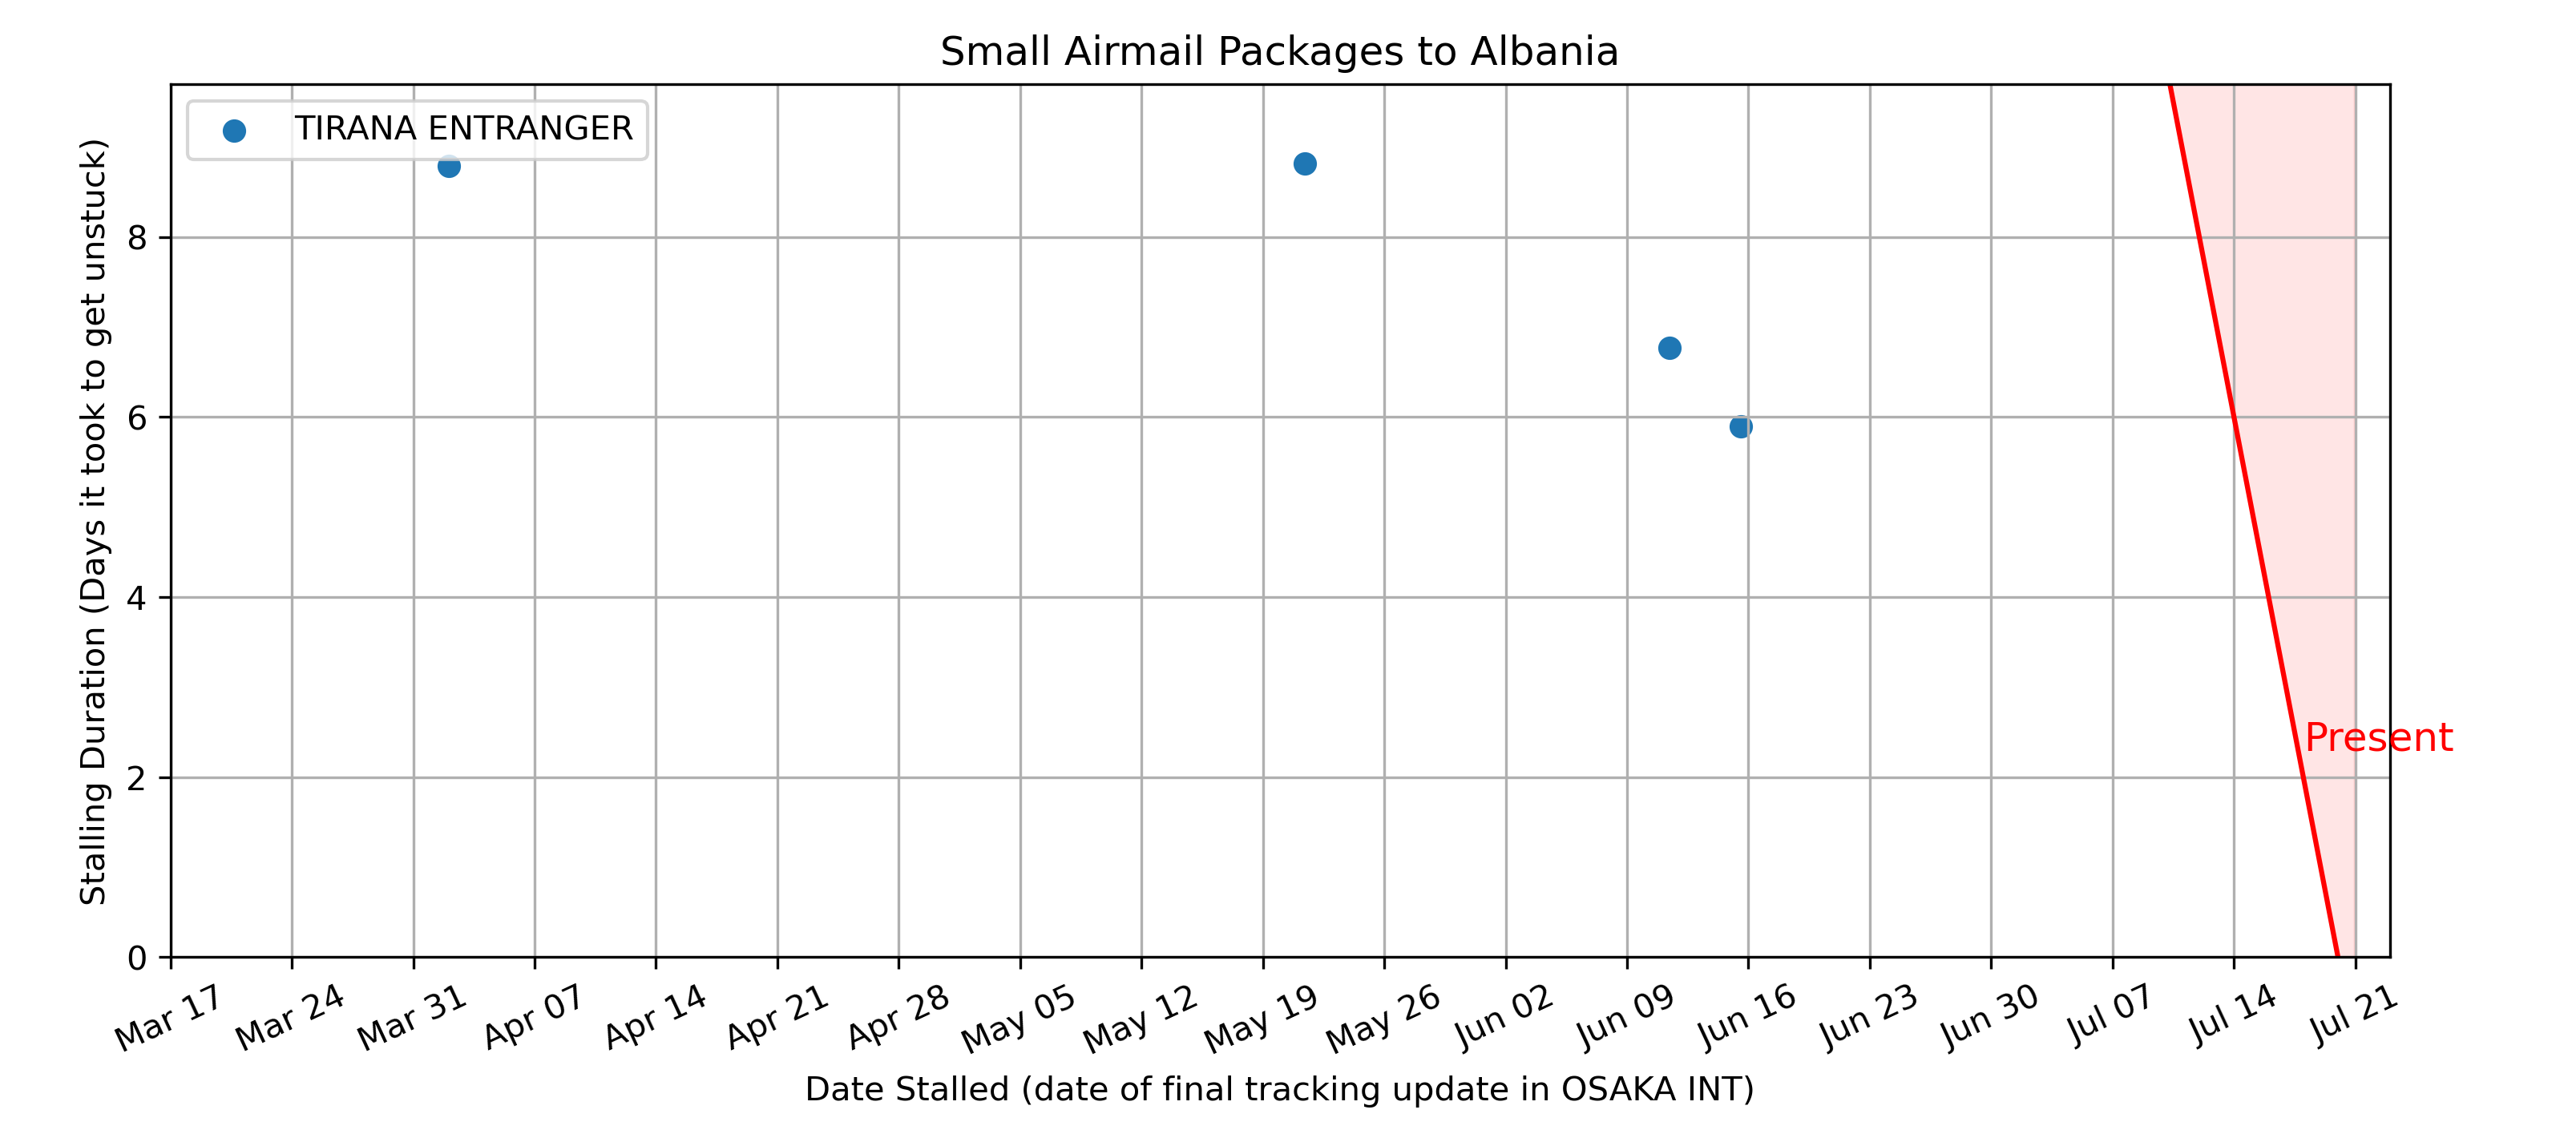 Small Airmail Packages to Albania
TIRANA ENTRANGER
Stalling Duration (Days it took to get unstuck)
8
6
4
2
0
Present
Mar 17
Mar 24
Mar 31
Apr 07
Apr 14
Apr 21
Apr 28
May 05
May 12
May 19
May 26
Jun 02
Jun 09
Jun 16
Jun 23
Jun 30
Jul 07
Jul 14
Jul 21
Date Stalled (date of final tracking update in OSAKA INT)